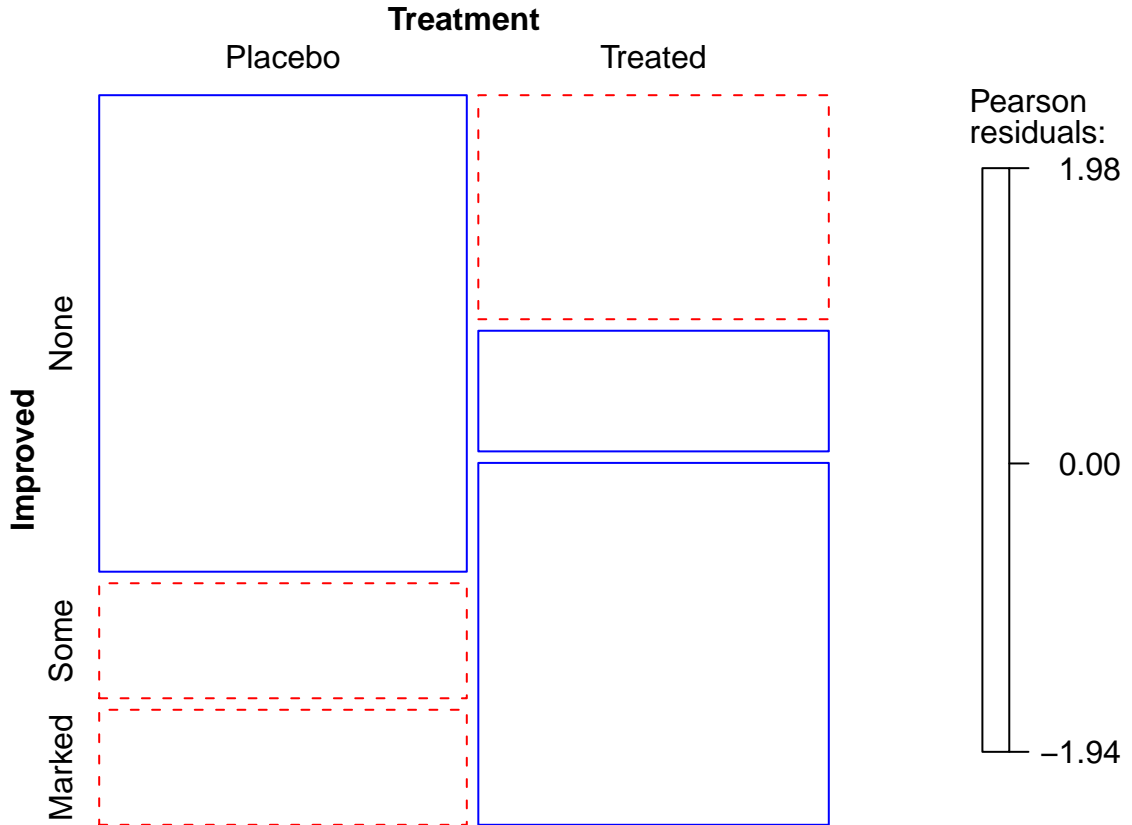 Treatment
Placebo Treated
Improved
None
Some
Marked
Pearson
residuals:
1.98
0.00
−1.94